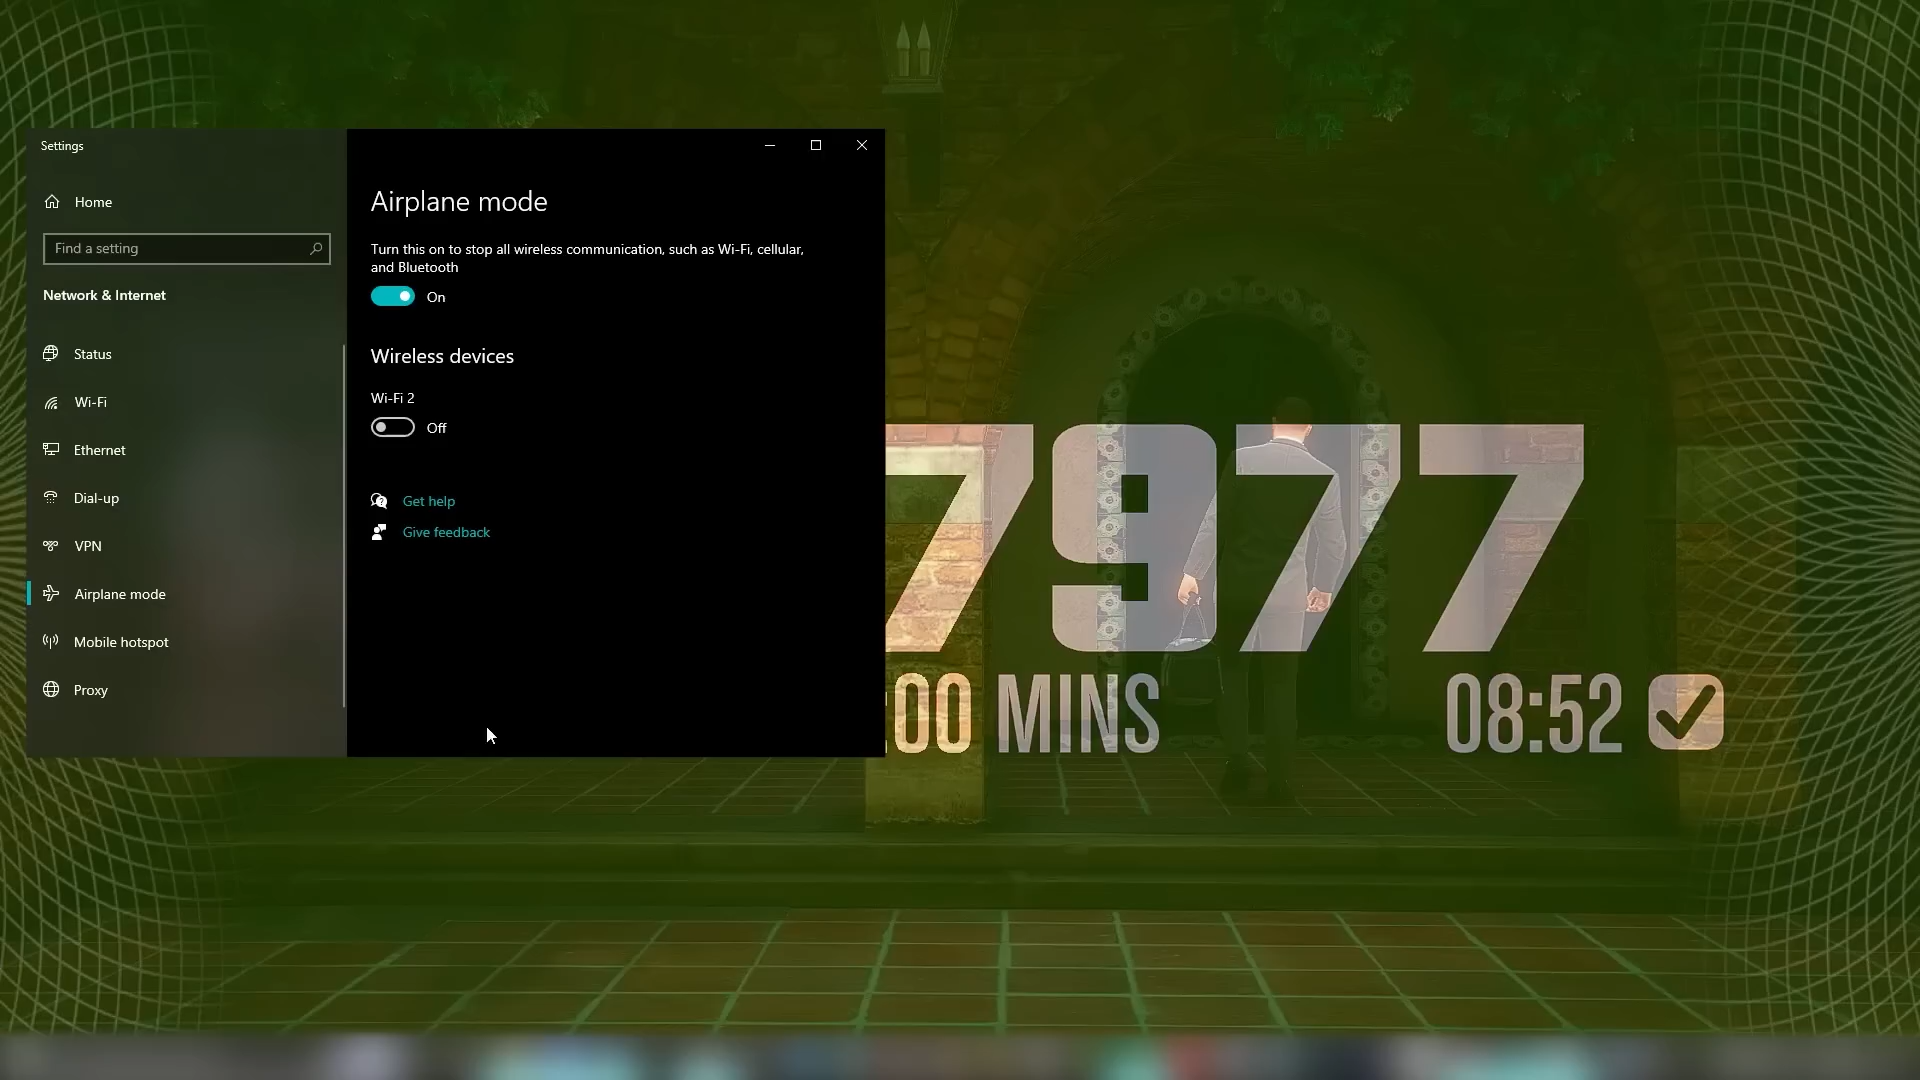 Settings
Home
Find a setting
Network & Internet
Status
Wi-Fi
Ethernet
Dial-up
VPN
Airplane mode
Mobile hotspot
Proxy
Airplane mode
Turn this on to stop all wireless communication, such as Wi-Fi, cellular,
and Bluetooth
On
Wireless devices
Wi-Fi 2
Off
Get help
Give feedback
7977
:00 MINS
08:52